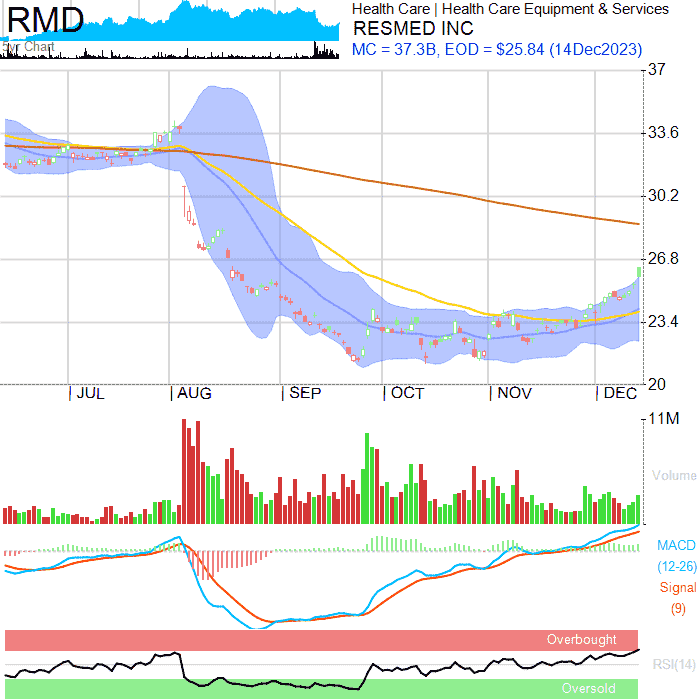 RMD
5yr Chart
Health Care | Health Care Equipment & Services
RESMED INC
MC = 37.3B, EOD = $25.84 (14Dec2023)
37
33.6
30.2
26.8
23.4
20
|JUL |AUG |SEP |OCT |NOV |DEC
11M
Volume
MACD
(12-26)
Signal
(9)
Overbought
RSI(14)
Oversold